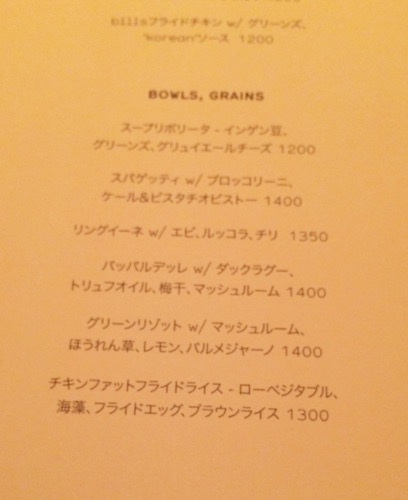 billsフライドチキン w/ グリーンズ、
"korean"ソース 1200
BOWLS, GRAINS
スープリボリータ - インゲン豆、
グリーンズ、グリュイエールチーズ 1200
スパゲッティ w/ ブロッコリーニ、
ケール&ピスタチオピストー 1400
リングイーネ w/ エビ、ルッコラ、チリ 1350
パッパルデッレ w/ ダックラグー、
トリュフオイル、梅干、マッシュルーム 1400
グリーンリゾット w/ マッシュルーム、
ほうれん草、レモン、パルメジャーノ 1400
チキンファットフライドライス - ローベジタブル、
海藻、フライドエッグ、ブラウンライス 1300